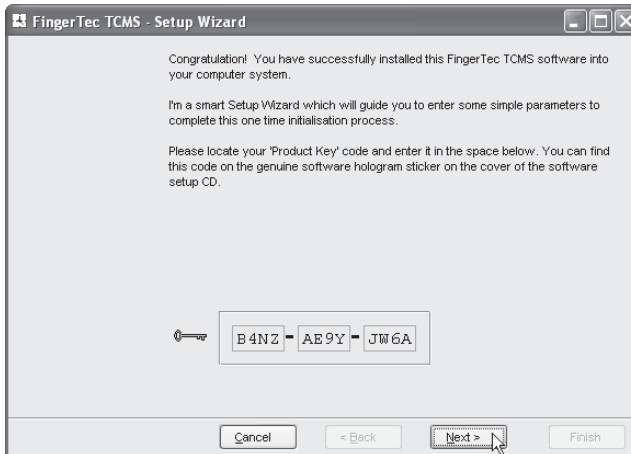 FingerTec TCMS - Setup Wizard
Congratulation! You have successfully installed this FingerTec TCMS software into
your computer system.
I'm a smart Setup Wizard which will guide you to enter some simple parameters to
complete this one time initialisation process.
Please locate your 'Product Key' code and enter it in the space below. You can find
this code on the genuine software hologram sticker on the cover of the software
setup CD.
B4NZ - AE9Y - JW6A
Cancel < Back Next > Finish